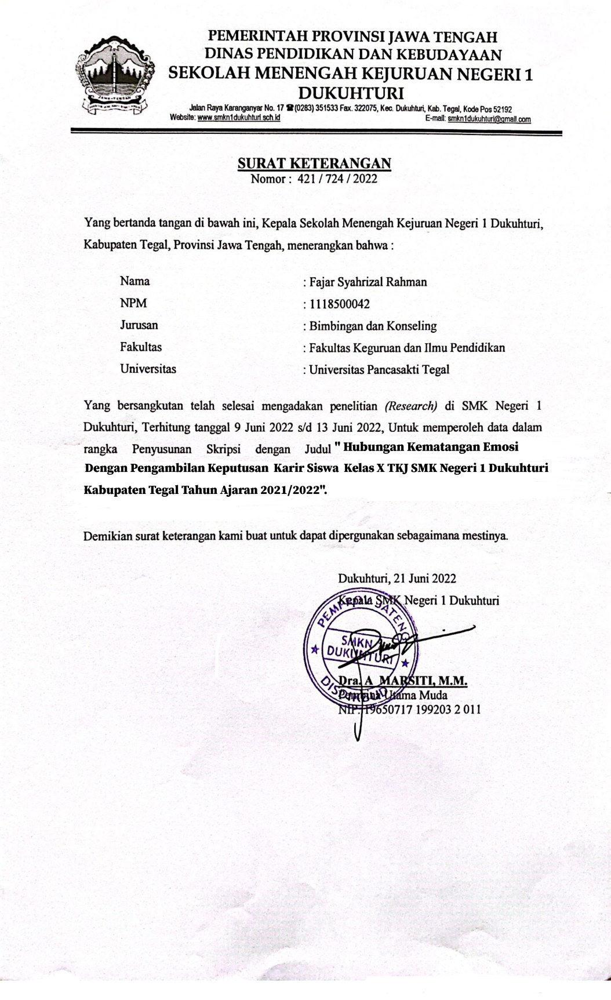 PEMERINTAH PROVINSI JAWA TENGAH
DINAS PENDIDIKAN DAN KEBUDAYAAN
SEKOLAH MENENGAH KEJURUAN NEGERI 1
DUKUHTURI
Jalan Raya Karanganyar No. 17 ☎(0283) 351533 Fax. 322075, Kec. Dukuhturi, Kab. Tegal, Kode Pos 52192
Website: www.smkn1dukuhturi.sch.id E-mail: smkn1dukuhturi@gmail.com
JAWA-TENGAH
SURAT KETERANGAN
Nomor : 421 / 724 / 2022
Yang bertanda tangan di bawah ini, Kepala Sekolah Menengah Kejuruan Negeri 1 Dukuhturi,
Kabupaten Tegal, Provinsi Jawa Tengah, menerangkan bahwa :
Nama : Fajar Syahrizal Rahman
NPM : 1118500042
Jurusan : Bimbingan dan Konseling
Fakultas : Fakultas Keguruan dan Ilmu Pendidikan
Universitas : Universitas Pancasakti Tegal
Yang bersangkutan telah selesai mengadakan penelitian (Research) di SMK Negeri 1
Dukuhturi, Terhitung tanggal 9 Juni 2022 s/d 13 Juni 2022, Untuk memperoleh data dalam
rangka Penyusunan Skripsi dengan Judul " Hubungan Kematangan Emosi
Dengan Pengambilan Keputusan Karir Siswa Kelas X TKJ SMK Negeri 1 Dukuhturi
Kabupaten Tegal Tahun Ajaran 2021/2022".
Demikian surat keterangan kami buat untuk dapat dipergunakan sebagaimana mestinya.
Dukuhturi, 21 Juni 2022
Kepala SMK Negeri 1 Dukuhturi
PEMPROV JATENG
SMKN 1
DUKUHTURI
DISDIKBUD
Dra. A MARSITI, M.M.
Pembina Utama Muda
NIP. 19650717 199203 2 011